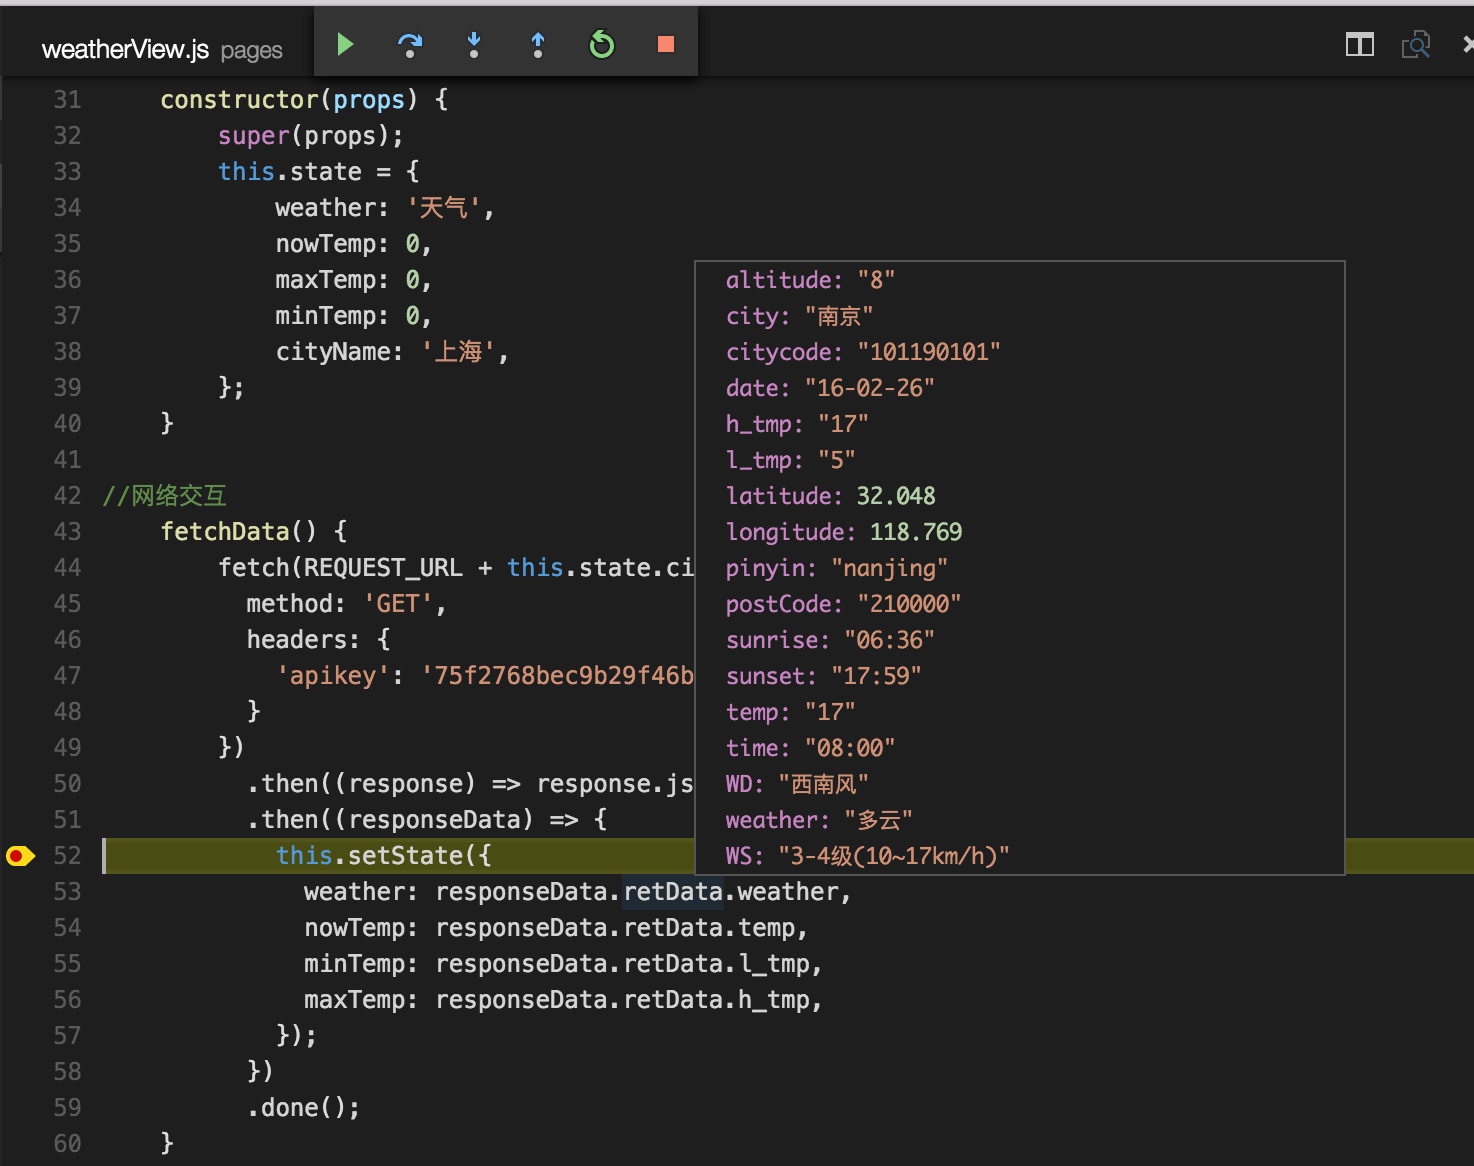 weatherView.js pages
31 constructor(props) {
32 super(props);
33 this.state = {
34 weather: '天气',
35 nowTemp: 0,
36 maxTemp: 0,
37 minTemp: 0,
38 cityName: '上海',
39 };
40 }
41
42 //网络交互
43 fetchData() {
44 fetch(REQUEST_URL + this.state.ci
45 method: 'GET',
46 headers: {
47 'apikey': '75f2768bec9b29f46b
48 }
49 })
50 .then((response) => response.js
51 .then((responseData) => {
52 this.setState({
53 weather: responseData.retData.weather,
54 nowTemp: responseData.retData.temp,
55 minTemp: responseData.retData.l_tmp,
56 maxTemp: responseData.retData.h_tmp,
57 });
58 })
59 .done();
60 }
altitude: "8"
city: "南京"
citycode: "101190101"
date: "16-02-26"
h_tmp: "17"
l_tmp: "5"
latitude: 32.048
longitude: 118.769
pinyin: "nanjing"
postCode: "210000"
sunrise: "06:36"
sunset: "17:59"
temp: "17"
time: "08:00"
WD: "西南风"
weather: "多云"
WS: "3-4级(10~17km/h)"